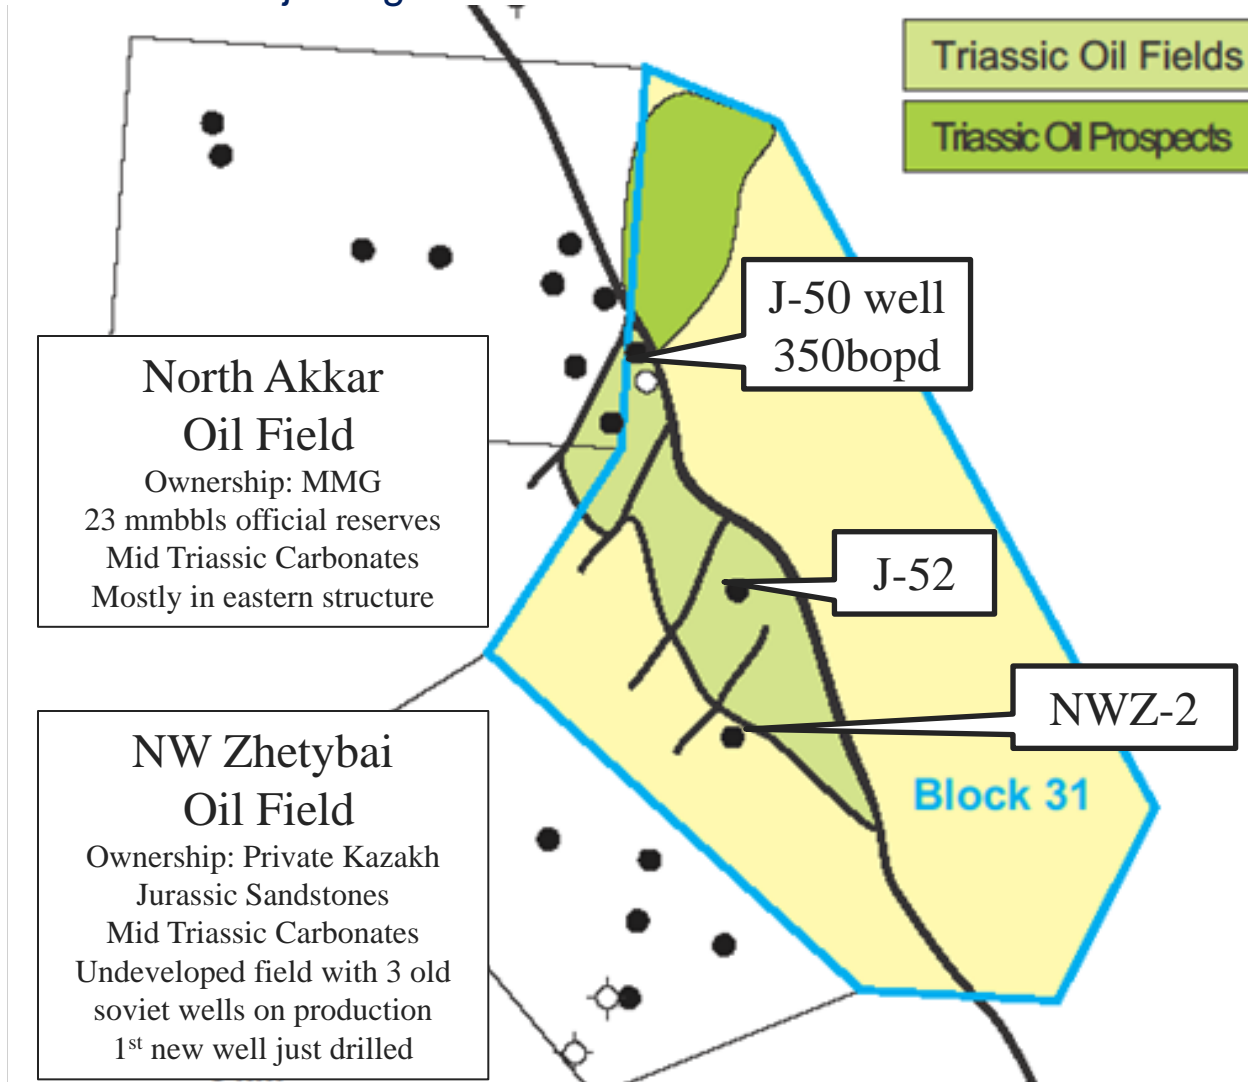 Triassic Oil Fields
Triassic Oil Prospects
J-50 well
350bopd
North Akkar
Oil Field
Ownership: MMG
23 mmbbls official reserves
Mid Triassic Carbonates
Mostly in eastern structure
J-52
NWZ-2
Block 31
NW Zhetybai
Oil Field
Ownership: Private Kazakh
Jurassic Sandstones
Mid Triassic Carbonates
Undeveloped field with 3 old
soviet wells on production
1st new well just drilled